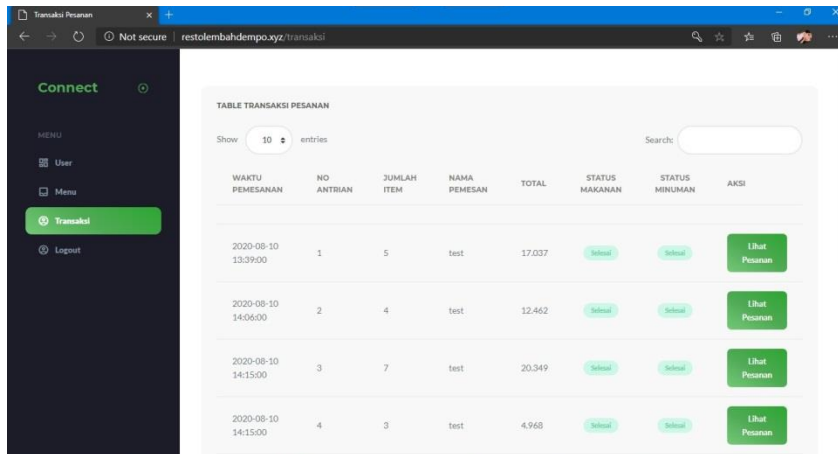 Transaksi Pesanan
Not secure | restolembahdempo.xyz/transaksi
Connect
MENU
User
Menu
Transaksi
Logout
TABLE TRANSAKSI PESANAN
Show 10 entries Search:
WAKTU PEMESANAN NO ANTRIAN JUMLAH ITEM NAMA PEMESAN TOTAL STATUS MAKANAN STATUS MINUMAN AKSI
2020-08-10 13:39:00 1 5 test 17.037 Selesai Selesai Lihat Pesanan
2020-08-10 14:06:00 2 4 test 12.462 Selesai Selesai Lihat Pesanan
2020-08-10 14:15:00 3 7 test 20.349 Selesai Selesai Lihat Pesanan
2020-08-10 14:15:00 4 3 test 4.968 Selesai Selesai Lihat Pesanan